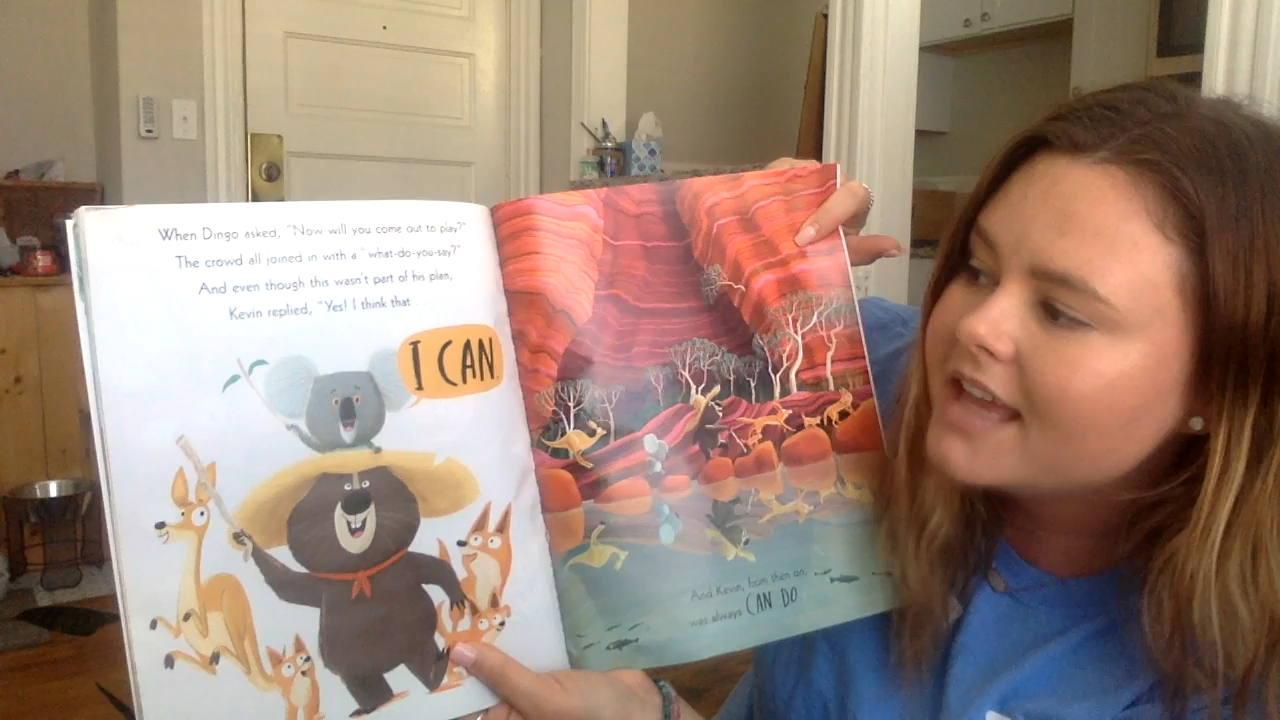 When Dingo asked, "Now will you come out to play?"
The crowd all joined in with a "what-do-you-say?"
And even though this wasn't part of his plan,
Kevin replied, "Yes! I think that . . .
I CAN.
And Kevin, from then on,
was always CAN DO.